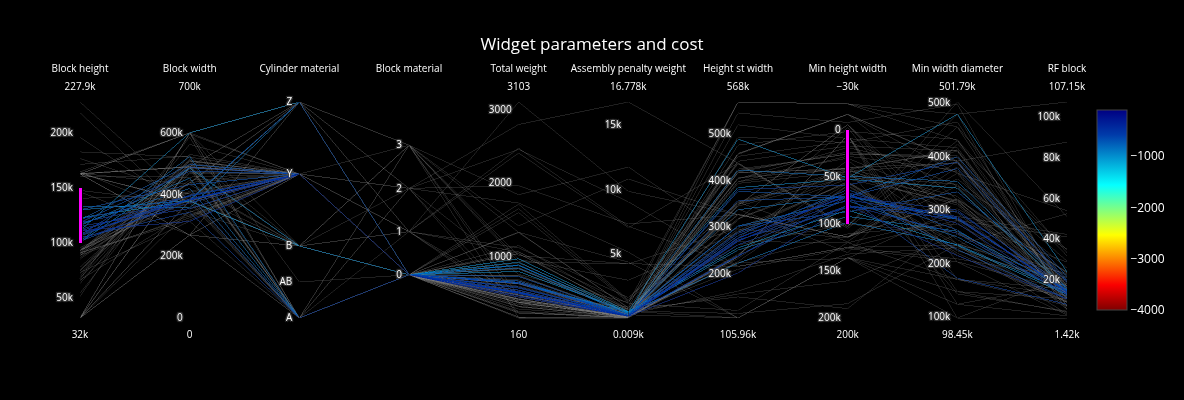 Widget parameters and cost
Block height Block width Cylinder material Block material Total weight Assembly penalty weight Height st width Min height width Min width diameter RF block
227.9k 700k 3103 16.778k 568k −30k 501.79k 107.15k
200k 150k 100k 50k
600k 400k 200k 0
Z Y B AB A
3 2 1 0
3000 2000 1000
15k 10k 5k
500k 400k 300k 200k
0 50k 100k 150k 200k
500k 400k 300k 200k 100k
100k 80k 60k 40k 20k
−1000
−2000
−3000
−4000
32k 0 160 0.009k 105.96k 200k 98.45k 1.42k